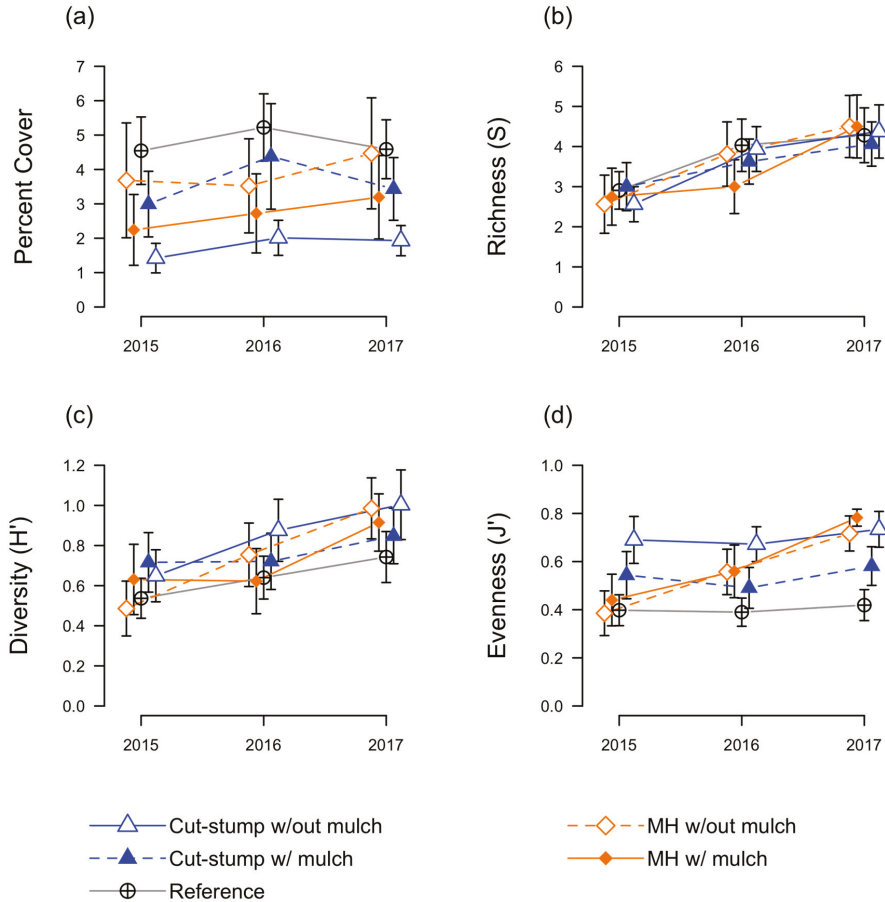 (a)
(b)
Percent Cover
7
6
5
4
3
2
1
0
2015 2016 2017
Richness (S)
6
5
4
3
2
1
0
2015 2016 2017
(c)
(d)
Diversity (H')
1.2
1.0
0.8
0.6
0.4
0.2
0.0
2015 2016 2017
Evenness (J')
1.0
0.8
0.6
0.4
0.2
0.0
2015 2016 2017
Cut-stump w/out mulch
Cut-stump w/ mulch
Reference
MH w/out mulch
MH w/ mulch